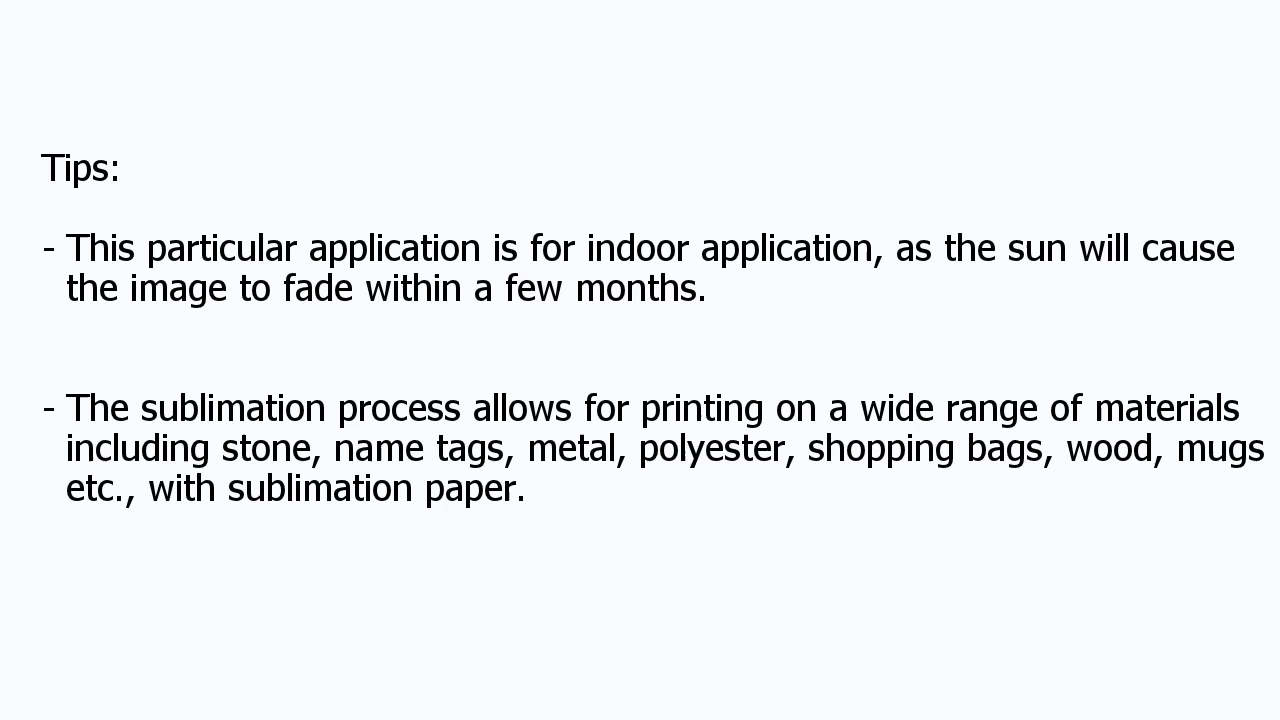 Tips:
- This particular application is for indoor application, as the sun will cause
the image to fade within a few months.
- The sublimation process allows for printing on a wide range of materials
including stone, name tags, metal, polyester, shopping bags, wood, mugs
etc., with sublimation paper.